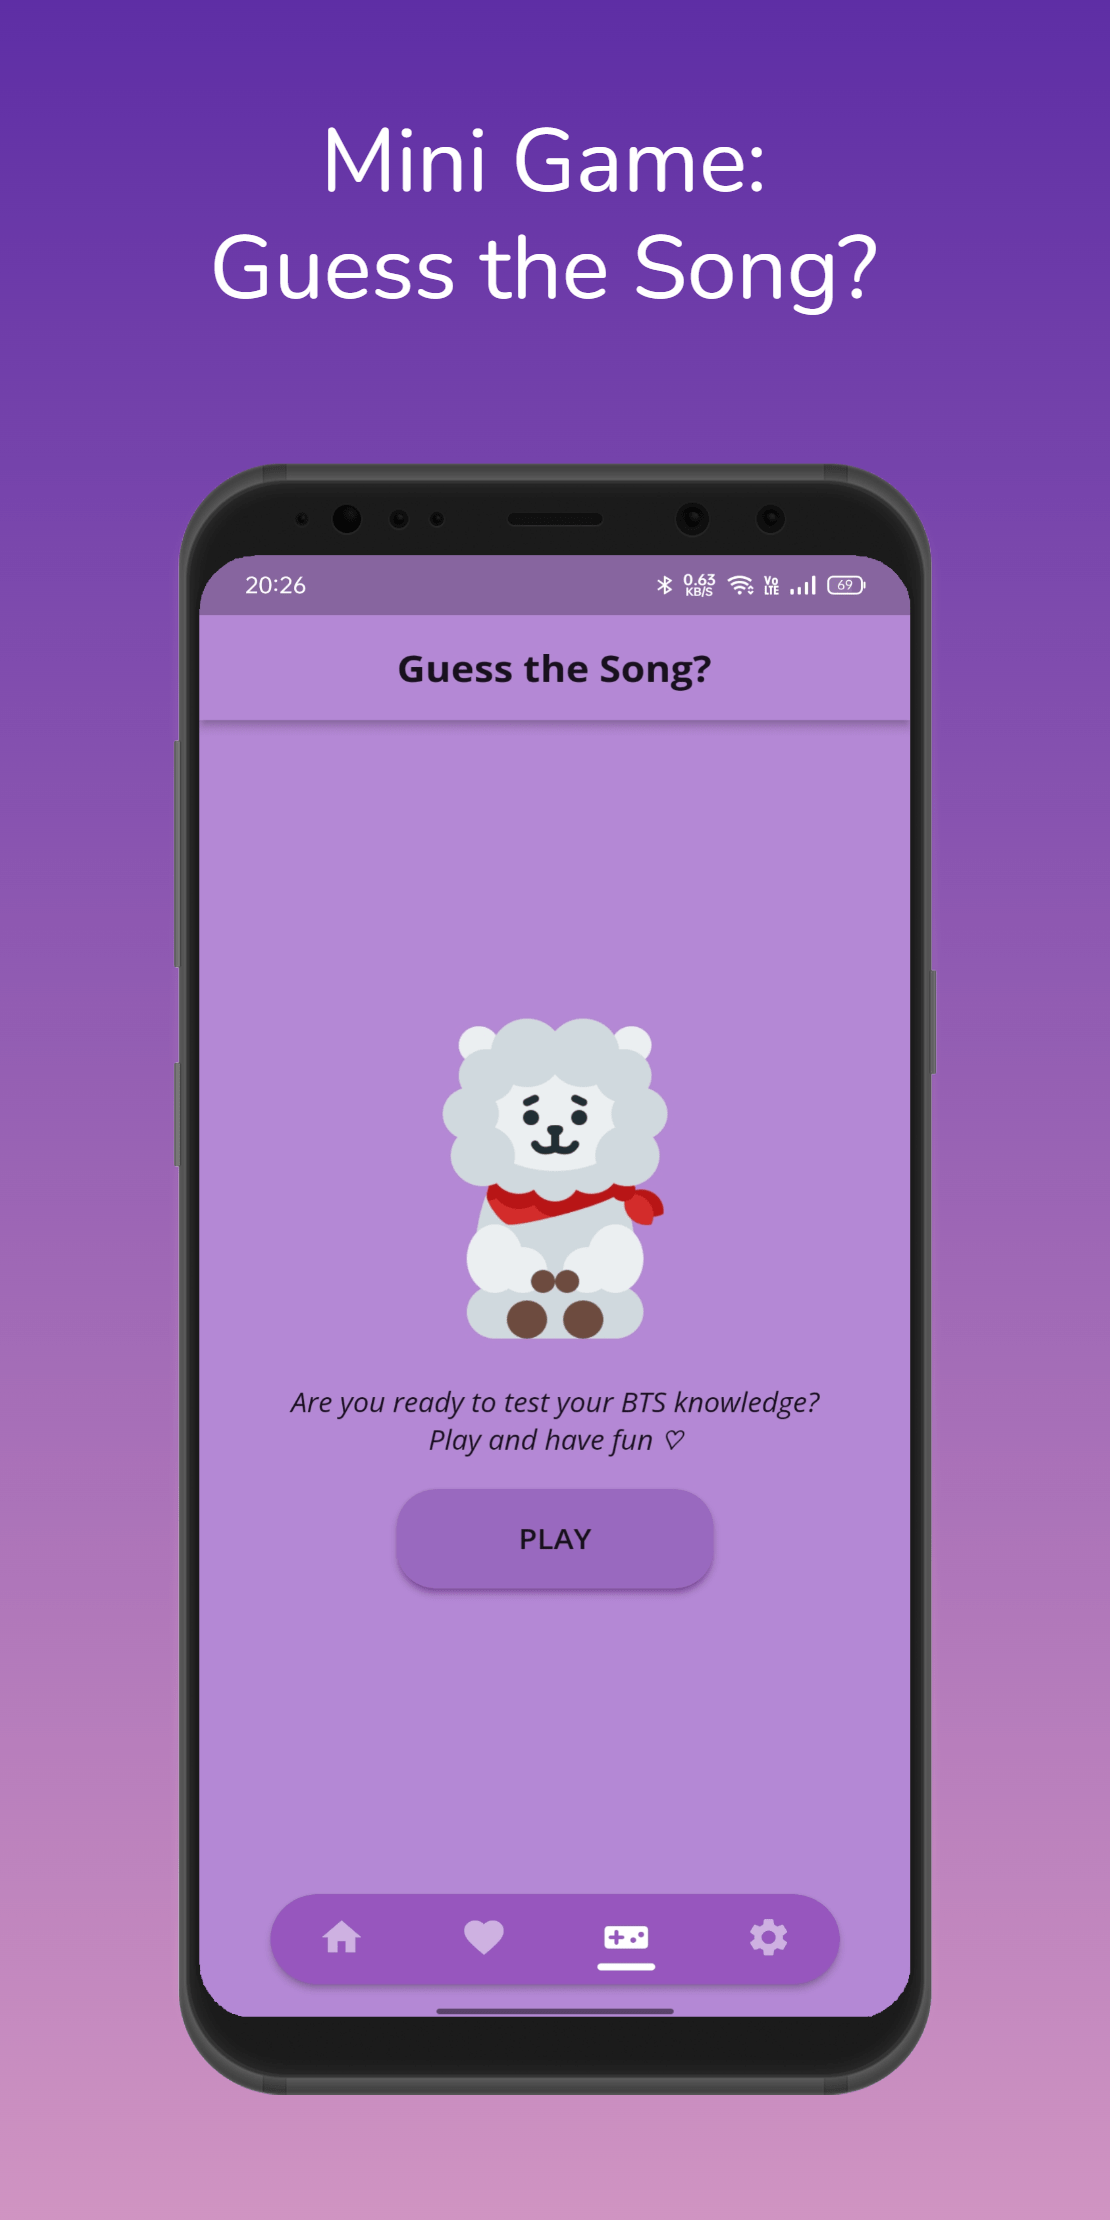 Mini Game:
Guess the Song?
20:26
0.63
KB/S
Vo
LTE
69
Guess the Song?
Are you ready to test your BTS knowledge?
Play and have fun ♡
PLAY